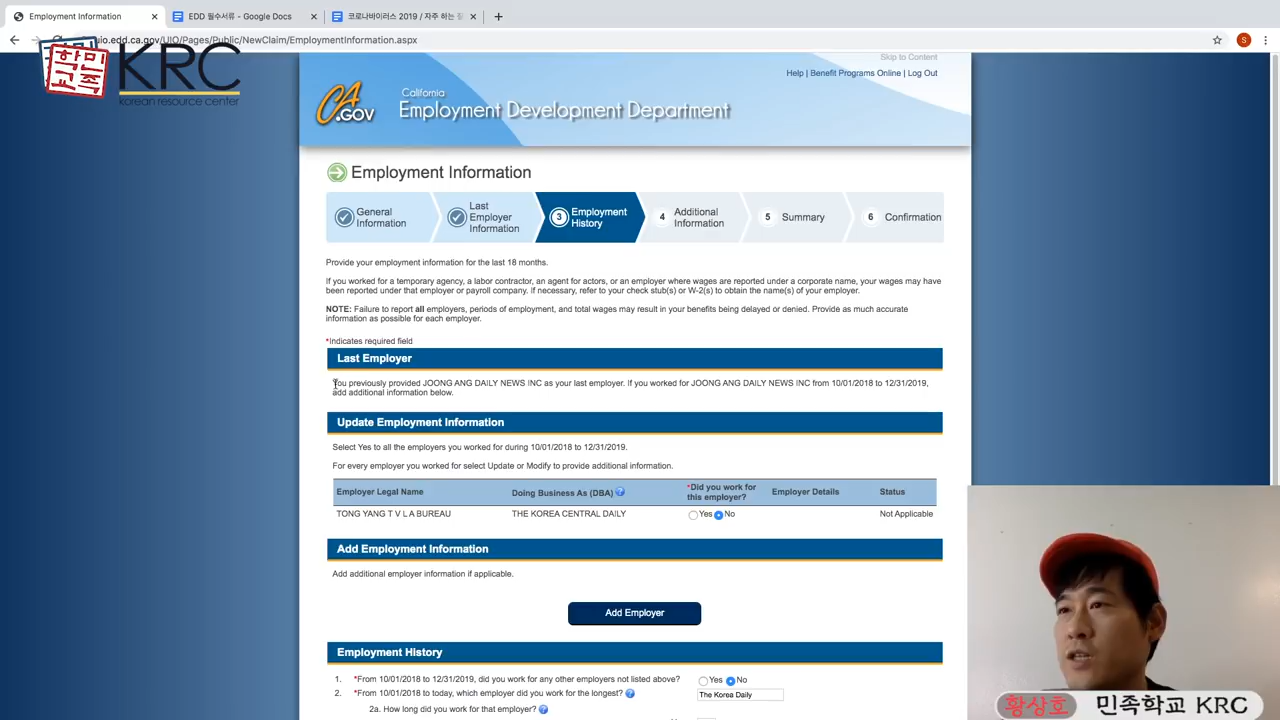 Employment Information
EDD 필수서류 - Google Docs
코로나바이러스 2019 / 자주 하는 질
uio.edd.ca.gov/UIO/Pages/Public/NewClaim/EmploymentInformation.aspx
S
학민
교족
KRC
korean resource center
Skip to Content
Help | Benefit Programs Online | Log Out
CA
.GOV
California
Employment Development Department
Employment Information
General Information
Last Employer Information
3 Employment History
4 Additional Information
5 Summary
6 Confirmation
Provide your employment information for the last 18 months.
If you worked for a temporary agency, a labor contractor, an agent for actors, or an employer where wages are reported under a corporate name, your wages may have
been reported under that employer or payroll company. If necessary, refer to your check stub(s) or W-2(s) to obtain the name(s) of your employer.
NOTE: Failure to report all employers, periods of employment, and total wages may result in your benefits being delayed or denied. Provide as much accurate
information as possible for each employer.
*Indicates required field
Last Employer
You previously provided JOONG ANG DAILY NEWS INC as your last employer. If you worked for JOONG ANG DAILY NEWS INC from 10/01/2018 to 12/31/2019,
add additional information below.
Update Employment Information
Select Yes to all the employers you worked for during 10/01/2018 to 12/31/2019.
For every employer you worked for select Update or Modify to provide additional information.
Employer Legal Name Doing Business As (DBA) *Did you work for this employer? Employer Details Status
TONG YANG T V L A BUREAU THE KOREA CENTRAL DAILY Yes No Not Applicable
Add Employment Information
Add additional employer information if applicable.
Add Employer
Employment History
1. *From 10/01/2018 to 12/31/2019, did you work for any other employers not listed above? Yes No
2. *From 10/01/2018 to today, which employer did you work for the longest? The Korea Daily
2a. How long did you work for that employer?
황상호 민족학교 KRC